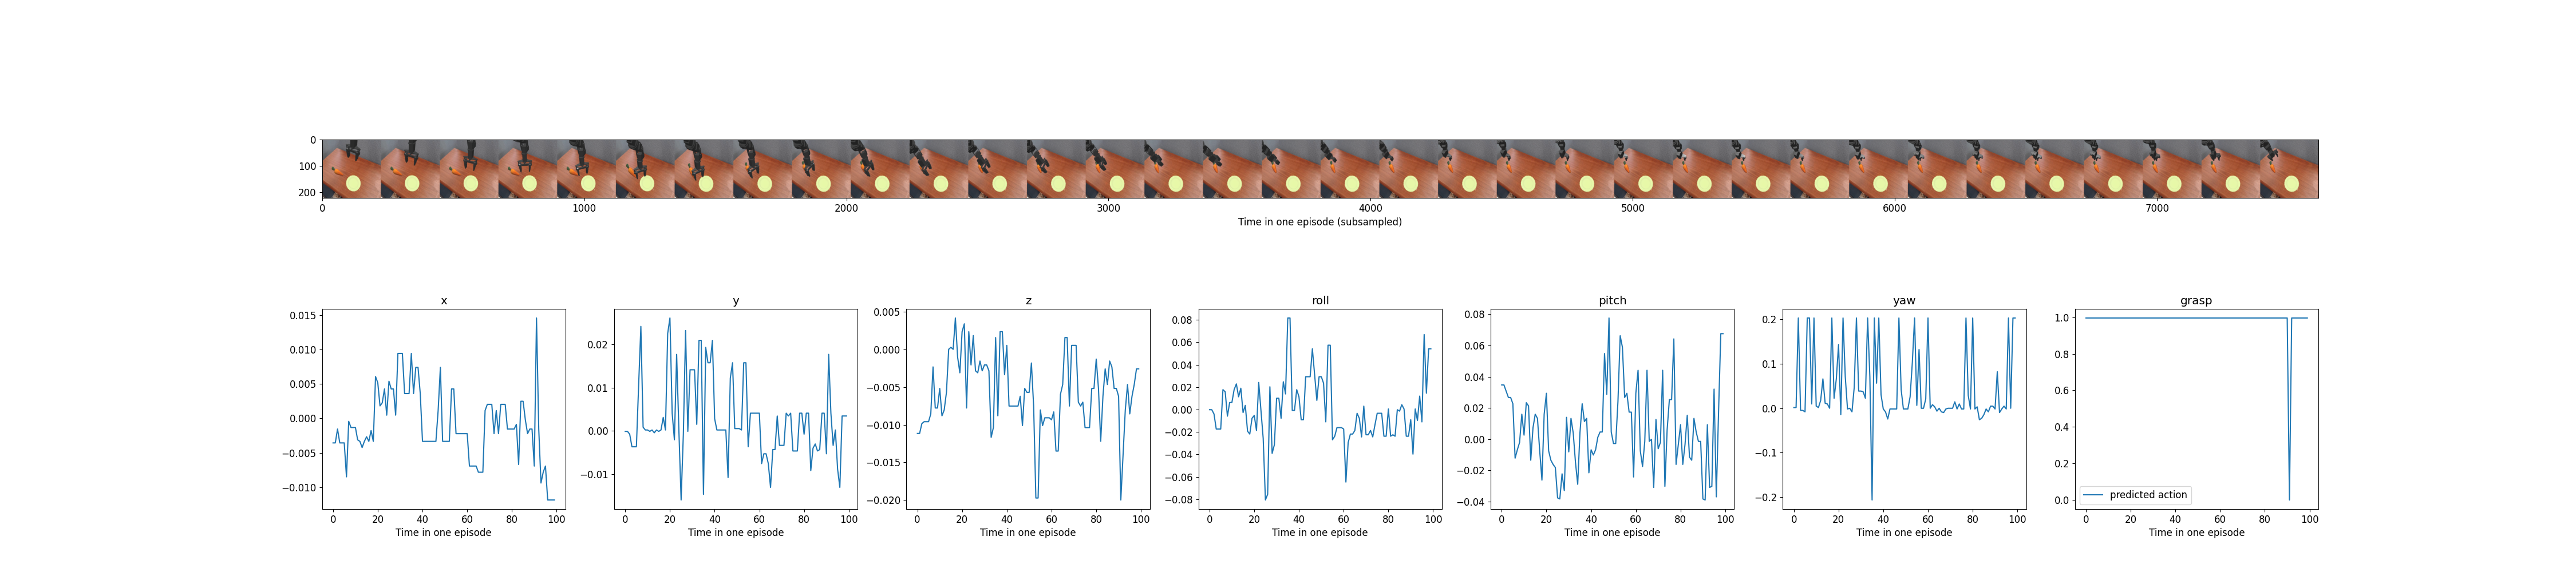 0
100
200
0 1000 2000 3000 4000 5000 6000 7000
Time in one episode (subsampled)
x
0.015
0.010
0.005
0.000
−0.005
−0.010
0 20 40 60 80 100
Time in one episode
y
0.02
0.01
0.00
−0.01
0 20 40 60 80 100
Time in one episode
z
0.005
0.000
−0.005
−0.010
−0.015
−0.020
0 20 40 60 80 100
Time in one episode
roll
0.08
0.06
0.04
0.02
0.00
−0.02
−0.04
−0.06
−0.08
0 20 40 60 80 100
Time in one episode
pitch
0.08
0.06
0.04
0.02
0.00
−0.02
−0.04
0 20 40 60 80 100
Time in one episode
yaw
0.2
0.1
0.0
−0.1
−0.2
0 20 40 60 80 100
Time in one episode
grasp
1.0
0.8
0.6
0.4
0.2
0.0
predicted action
0 20 40 60 80 100
Time in one episode